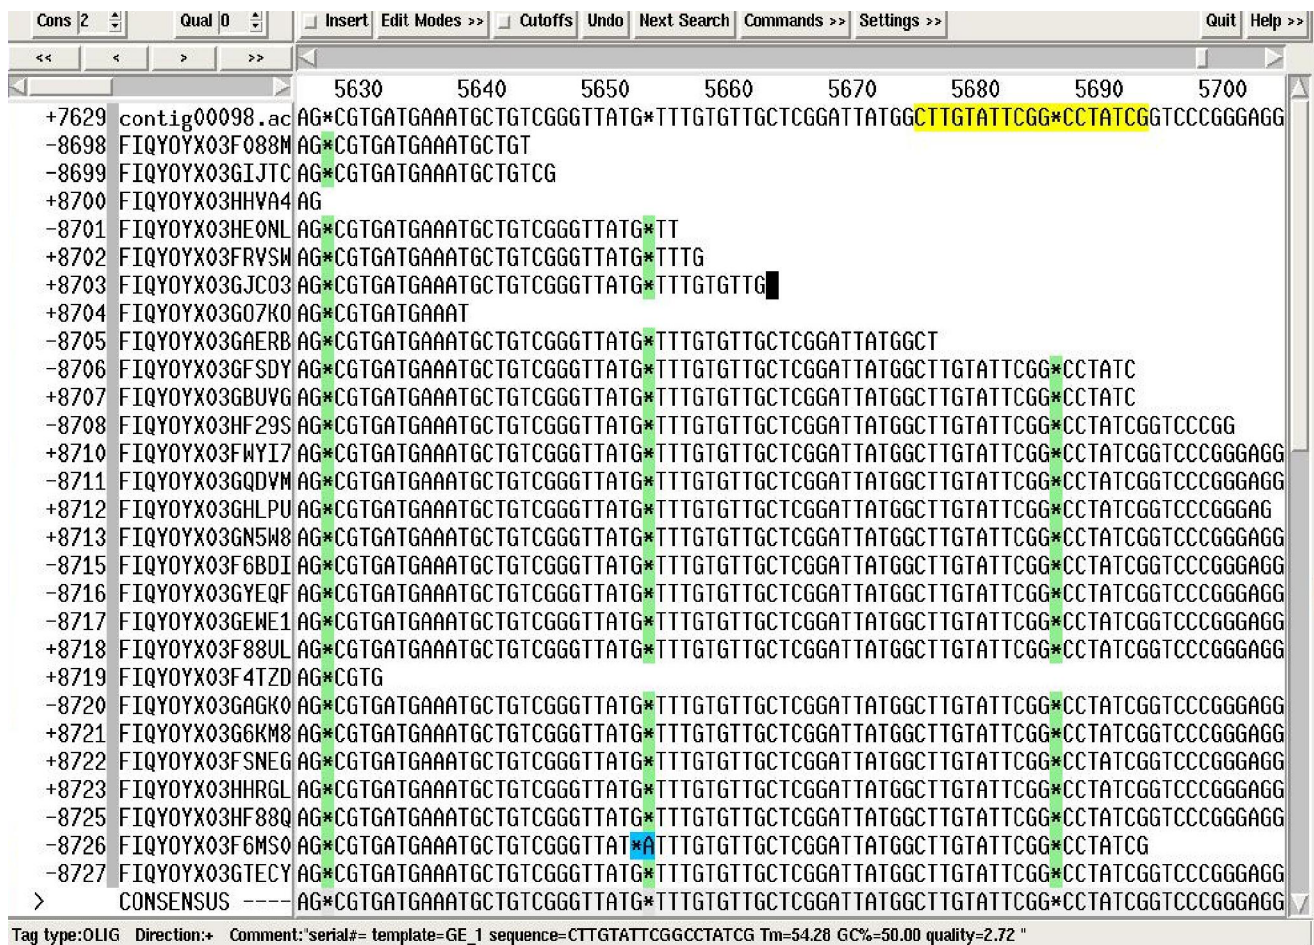 Cons 2 Qual 0 Insert Edit Modes >> Cutoffs Undo Next Search Commands >> Settings >> Quit Help >>
<< < > >>
5630 5640 5650 5660 5670 5680 5690 5700
+7629 contig00098.ac AG*CGTGATGAAATGCTGTCGGGTTATG*TTTGTGTTGCTCGGATTATGGCTTGTATTCGG*CCTATCGGTCCCGGGAGG
-8698 FIQYOYX03F088M AG*CGTGATGAAATGCTGT
-8699 FIQYOYX03GIJTC AG*CGTGATGAAATGCTGTCG
+8700 FIQYOYX03HHVA4 AG
-8701 FIQYOYX03HEONL AG*CGTGATGAAATGCTGTCGGGTTATG*TT
+8702 FIQYOYX03FRVSW AG*CGTGATGAAATGCTGTCGGGTTATG*TTTG
+8703 FIQYOYX03GJCO3 AG*CGTGATGAAATGCTGTCGGGTTATG*TTTGTGTTG
+8704 FIQYOYX03GO7KO AG*CGTGATGAAAT
-8705 FIQYOYX03GAERB AG*CGTGATGAAATGCTGTCGGGTTATG*TTTGTGTTGCTCGGATTATGGCT
-8706 FIQYOYX03GFSDY AG*CGTGATGAAATGCTGTCGGGTTATG*TTTGTGTTGCTCGGATTATGGCTTGTATTCGG*CCTATC
+8707 FIQYOYX03GBUVG AG*CGTGATGAAATGCTGTCGGGTTATG*TTTGTGTTGCTCGGATTATGGCTTGTATTCGG*CCTATC
-8708 FIQYOYX03HF29S AG*CGTGATGAAATGCTGTCGGGTTATG*TTTGTGTTGCTCGGATTATGGCTTGTATTCGG*CCTATCGGTCCCGG
+8710 FIQYOYX03FWYI7 AG*CGTGATGAAATGCTGTCGGGTTATG*TTTGTGTTGCTCGGATTATGGCTTGTATTCGG*CCTATCGGTCCCGGGAGG
-8711 FIQYOYX03GQDVM AG*CGTGATGAAATGCTGTCGGGTTATG*TTTGTGTTGCTCGGATTATGGCTTGTATTCGG*CCTATCGGTCCCGGGAGG
+8712 FIQYOYX03GHLPU AG*CGTGATGAAATGCTGTCGGGTTATG*TTTGTGTTGCTCGGATTATGGCTTGTATTCGG*CCTATCGGTCCCGGGAG
+8713 FIQYOYX03GN5W8 AG*CGTGATGAAATGCTGTCGGGTTATG*TTTGTGTTGCTCGGATTATGGCTTGTATTCGG*CCTATCGGTCCCGGGAGG
-8715 FIQYOYX03F6BDI AG*CGTGATGAAATGCTGTCGGGTTATG*TTTGTGTTGCTCGGATTATGGCTTGTATTCGG*CCTATCGGTCCCGGGAGG
-8716 FIQYOYX03GYEQF AG*CGTGATGAAATGCTGTCGGGTTATG*TTTGTGTTGCTCGGATTATGGCTTGTATTCGG*CCTATCGGTCCCGGGAGG
-8717 FIQYOYX03GEWE1 AG*CGTGATGAAATGCTGTCGGGTTATG*TTTGTGTTGCTCGGATTATGGCTTGTATTCGG*CCTATCGGTCCCGGGAGG
+8718 FIQYOYX03F88UL AG*CGTGATGAAATGCTGTCGGGTTATG*TTTGTGTTGCTCGGATTATGGCTTGTATTCGG*CCTATCGGTCCCGGGAGG
+8719 FIQYOYX03F4TZD AG*CGTG
-8720 FIQYOYX03GAGKO AG*CGTGATGAAATGCTGTCGGGTTATG*TTTGTGTTGCTCGGATTATGGCTTGTATTCGG*CCTATCGGTCCCGGGAGG
+8721 FIQYOYX03G6KM8 AG*CGTGATGAAATGCTGTCGGGTTATG*TTTGTGTTGCTCGGATTATGGCTTGTATTCGG*CCTATCGGTCCCGGGAGG
+8722 FIQYOYX03FSNEG AG*CGTGATGAAATGCTGTCGGGTTATG*TTTGTGTTGCTCGGATTATGGCTTGTATTCGG*CCTATCGGTCCCGGGAGG
+8723 FIQYOYX03HHRGL AG*CGTGATGAAATGCTGTCGGGTTATG*TTTGTGTTGCTCGGATTATGGCTTGTATTCGG*CCTATCGGTCCCGGGAGG
-8725 FIQYOYX03HF88Q AG*CGTGATGAAATGCTGTCGGGTTATG*TTTGTGTTGCTCGGATTATGGCTTGTATTCGG*CCTATCGGTCCCGGGAGG
-8726 FIQYOYX03F6MSO AG*CGTGATGAAATGCTGTCGGGTTAT*ATTTGTGTTGCTCGGATTATGGCTTGTATTCGG*CCTATCG
-8727 FIQYOYX03GTECY AG*CGTGATGAAATGCTGTCGGGTTATG*TTTGTGTTGCTCGGATTATGGCTTGTATTCGG*CCTATCGGTCCCGGGAGG
> CONSENSUS ---- AG*CGTGATGAAATGCTGTCGGGTTATG*TTTGTGTTGCTCGGATTATGGCTTGTATTCGG*CCTATCGGTCCCGGGAGG
Tag type:OLIG Direction:+ Comment:"serial#= template=GE_1 sequence=CTTGTATTCGGCCTATCG Tm=54.28 GC%=50.00 quality=2.72 "